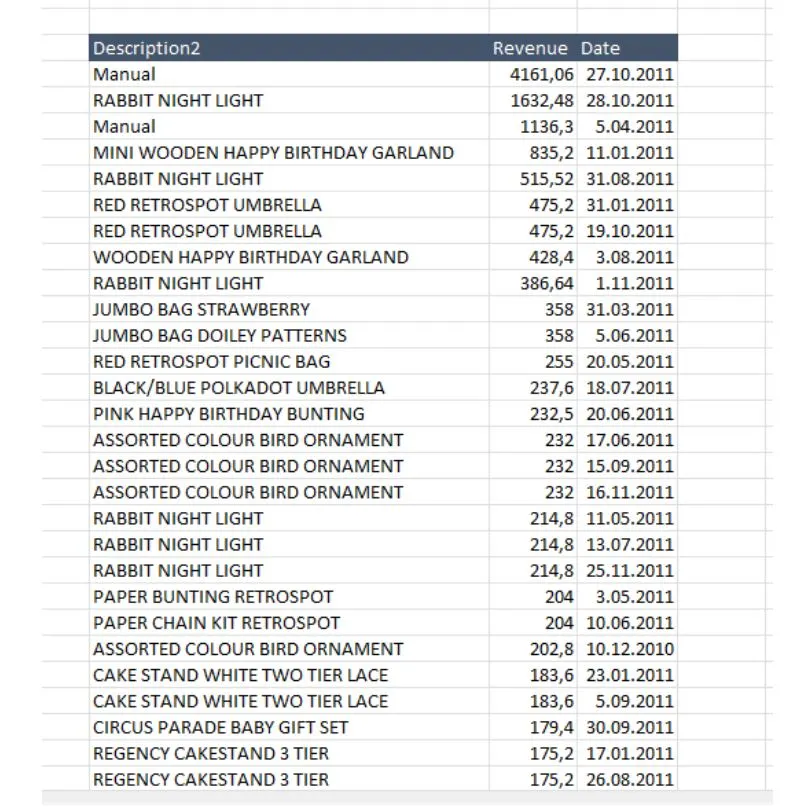 Description2 Revenue Date
Manual 4161,06 27.10.2011
RABBIT NIGHT LIGHT 1632,48 28.10.2011
Manual 1136,3 5.04.2011
MINI WOODEN HAPPY BIRTHDAY GARLAND 835,2 11.01.2011
RABBIT NIGHT LIGHT 515,52 31.08.2011
RED RETROSPOT UMBRELLA 475,2 31.01.2011
RED RETROSPOT UMBRELLA 475,2 19.10.2011
WOODEN HAPPY BIRTHDAY GARLAND 428,4 3.08.2011
RABBIT NIGHT LIGHT 386,64 1.11.2011
JUMBO BAG STRAWBERRY 358 31.03.2011
JUMBO BAG DOILEY PATTERNS 358 5.06.2011
RED RETROSPOT PICNIC BAG 255 20.05.2011
BLACK/BLUE POLKADOT UMBRELLA 237,6 18.07.2011
PINK HAPPY BIRTHDAY BUNTING 232,5 20.06.2011
ASSORTED COLOUR BIRD ORNAMENT 232 17.06.2011
ASSORTED COLOUR BIRD ORNAMENT 232 15.09.2011
ASSORTED COLOUR BIRD ORNAMENT 232 16.11.2011
RABBIT NIGHT LIGHT 214,8 11.05.2011
RABBIT NIGHT LIGHT 214,8 13.07.2011
RABBIT NIGHT LIGHT 214,8 25.11.2011
PAPER BUNTING RETROSPOT 204 3.05.2011
PAPER CHAIN KIT RETROSPOT 204 10.06.2011
ASSORTED COLOUR BIRD ORNAMENT 202,8 10.12.2010
CAKE STAND WHITE TWO TIER LACE 183,6 23.01.2011
CAKE STAND WHITE TWO TIER LACE 183,6 5.09.2011
CIRCUS PARADE BABY GIFT SET 179,4 30.09.2011
REGENCY CAKESTAND 3 TIER 175,2 17.01.2011
REGENCY CAKESTAND 3 TIER 175,2 26.08.2011